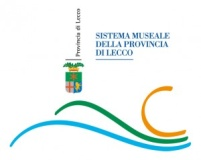 Provincia di Lecco
SISTEMA MUSEALE
DELLA PROVINCIA
DI LECCO